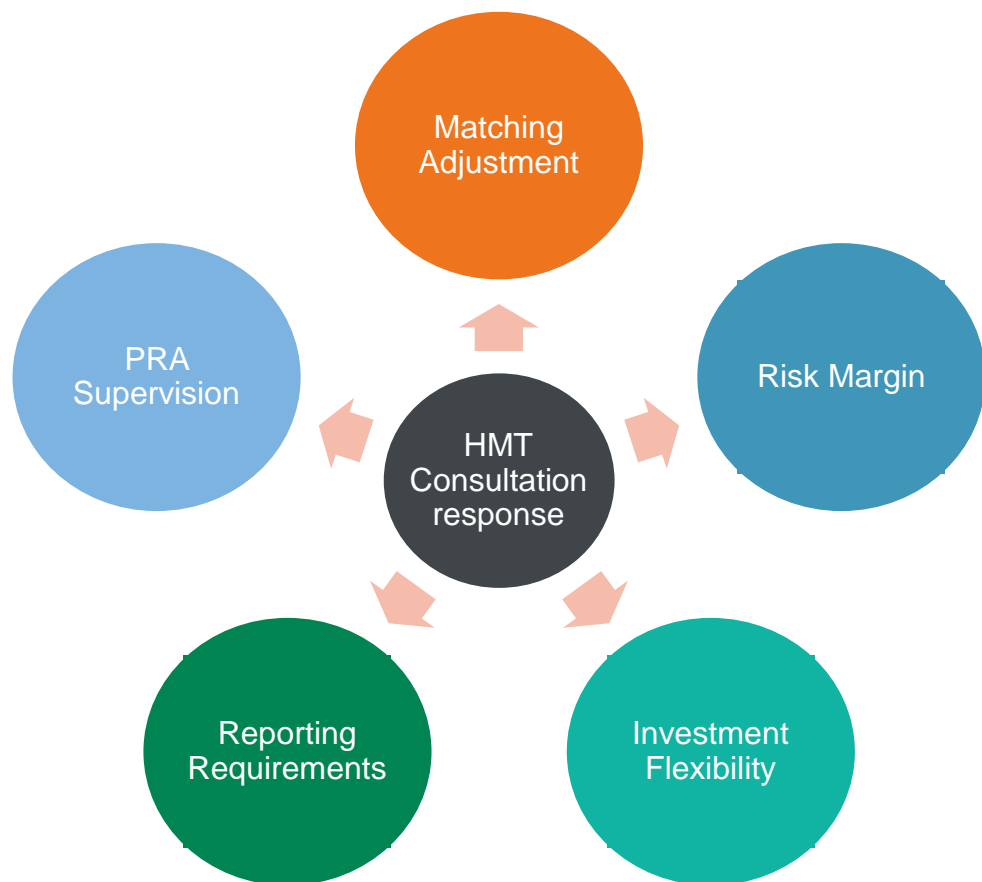 Matching
Adjustment
PRA
Supervision
Risk Margin
HMT
Consultation
response
Reporting
Requirements
Investment
Flexibility